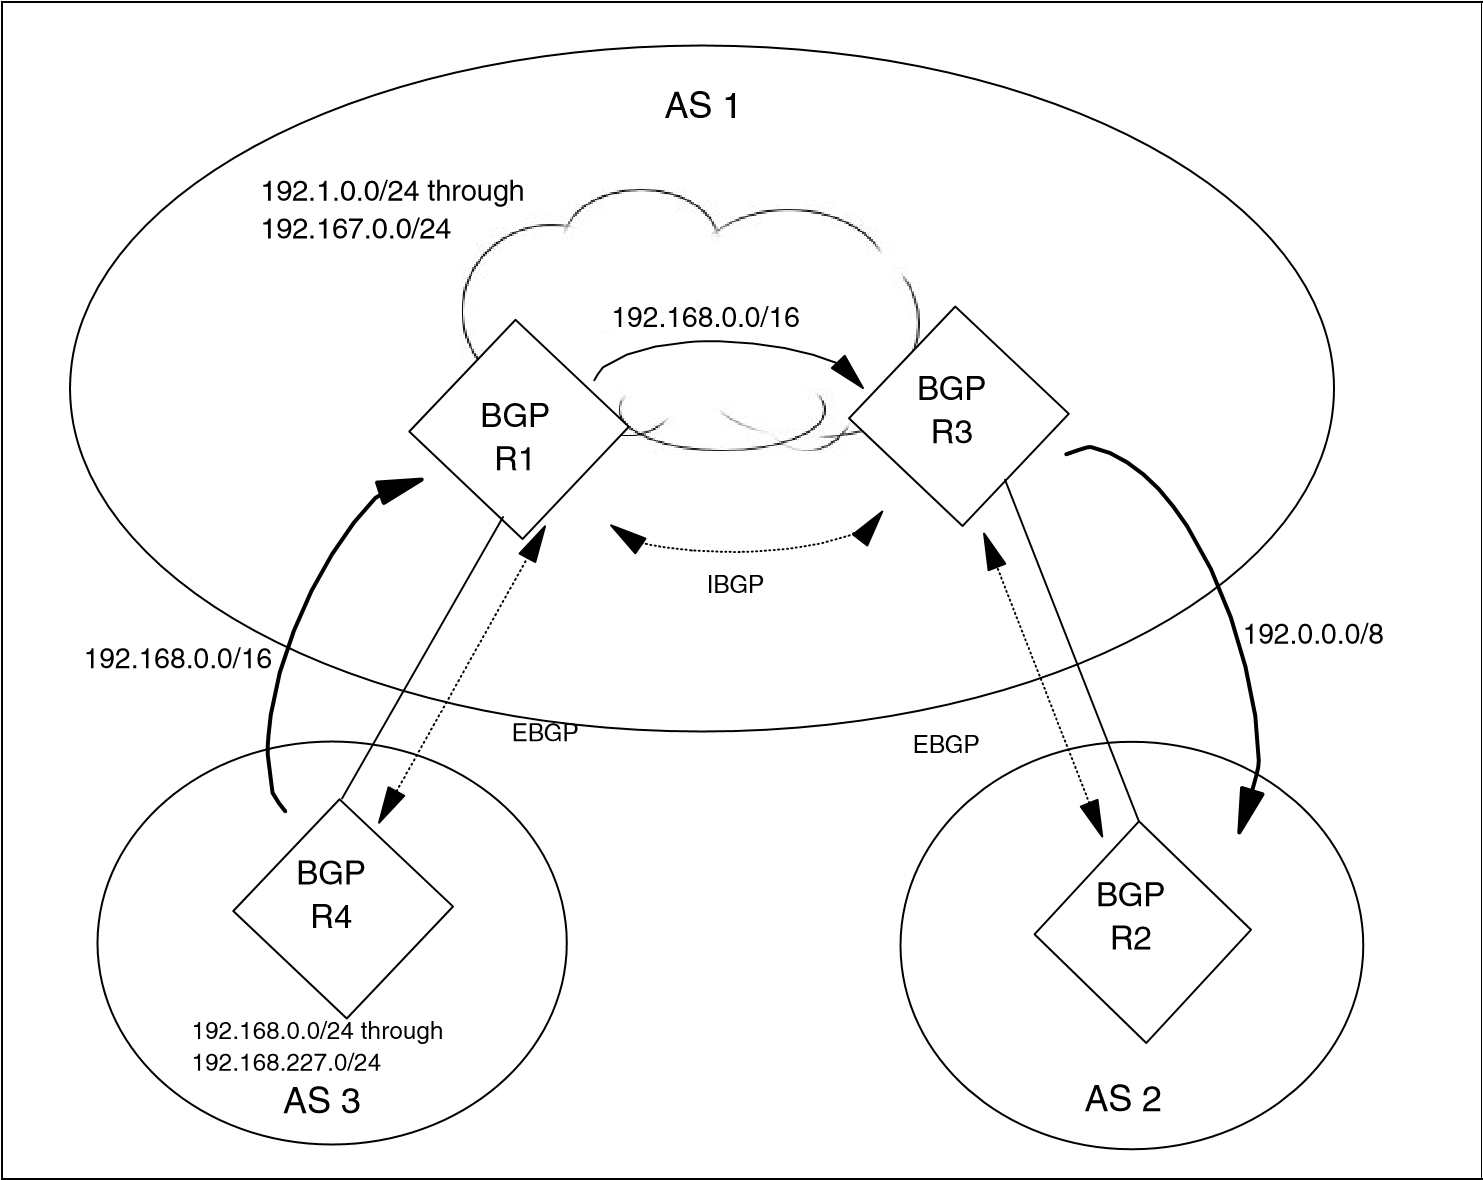 AS 1
192.1.0.0/24 through
192.167.0.0/24
192.168.0.0/16
BGP
R1
BGP
R3
IBGP
192.168.0.0/16
192.0.0.0/8
EBGP
EBGP
BGP
R4
192.168.0.0/24 through
192.168.227.0/24
AS 3
BGP
R2
AS 2